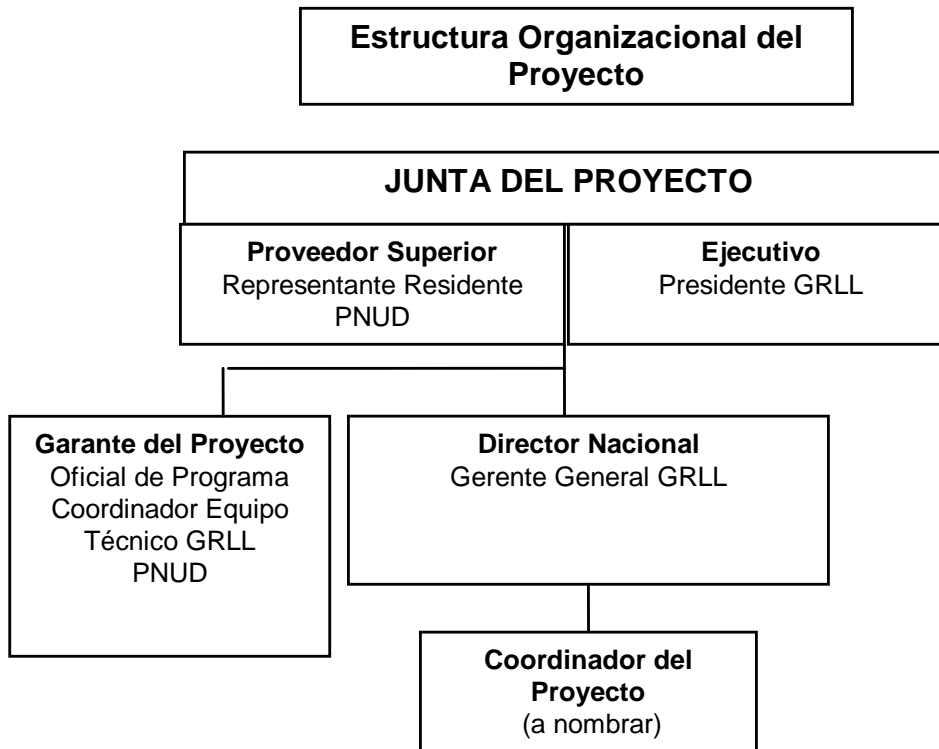 Estructura Organizacional del
Proyecto
JUNTA DEL PROYECTO
Proveedor Superior
Representante Residente
PNUD
Ejecutivo
Presidente GRLL
Garante del Proyecto
Oficial de Programa
Coordinador Equipo
Técnico GRLL
PNUD
Director Nacional
Gerente General GRLL
Coordinador del
Proyecto
(a nombrar)